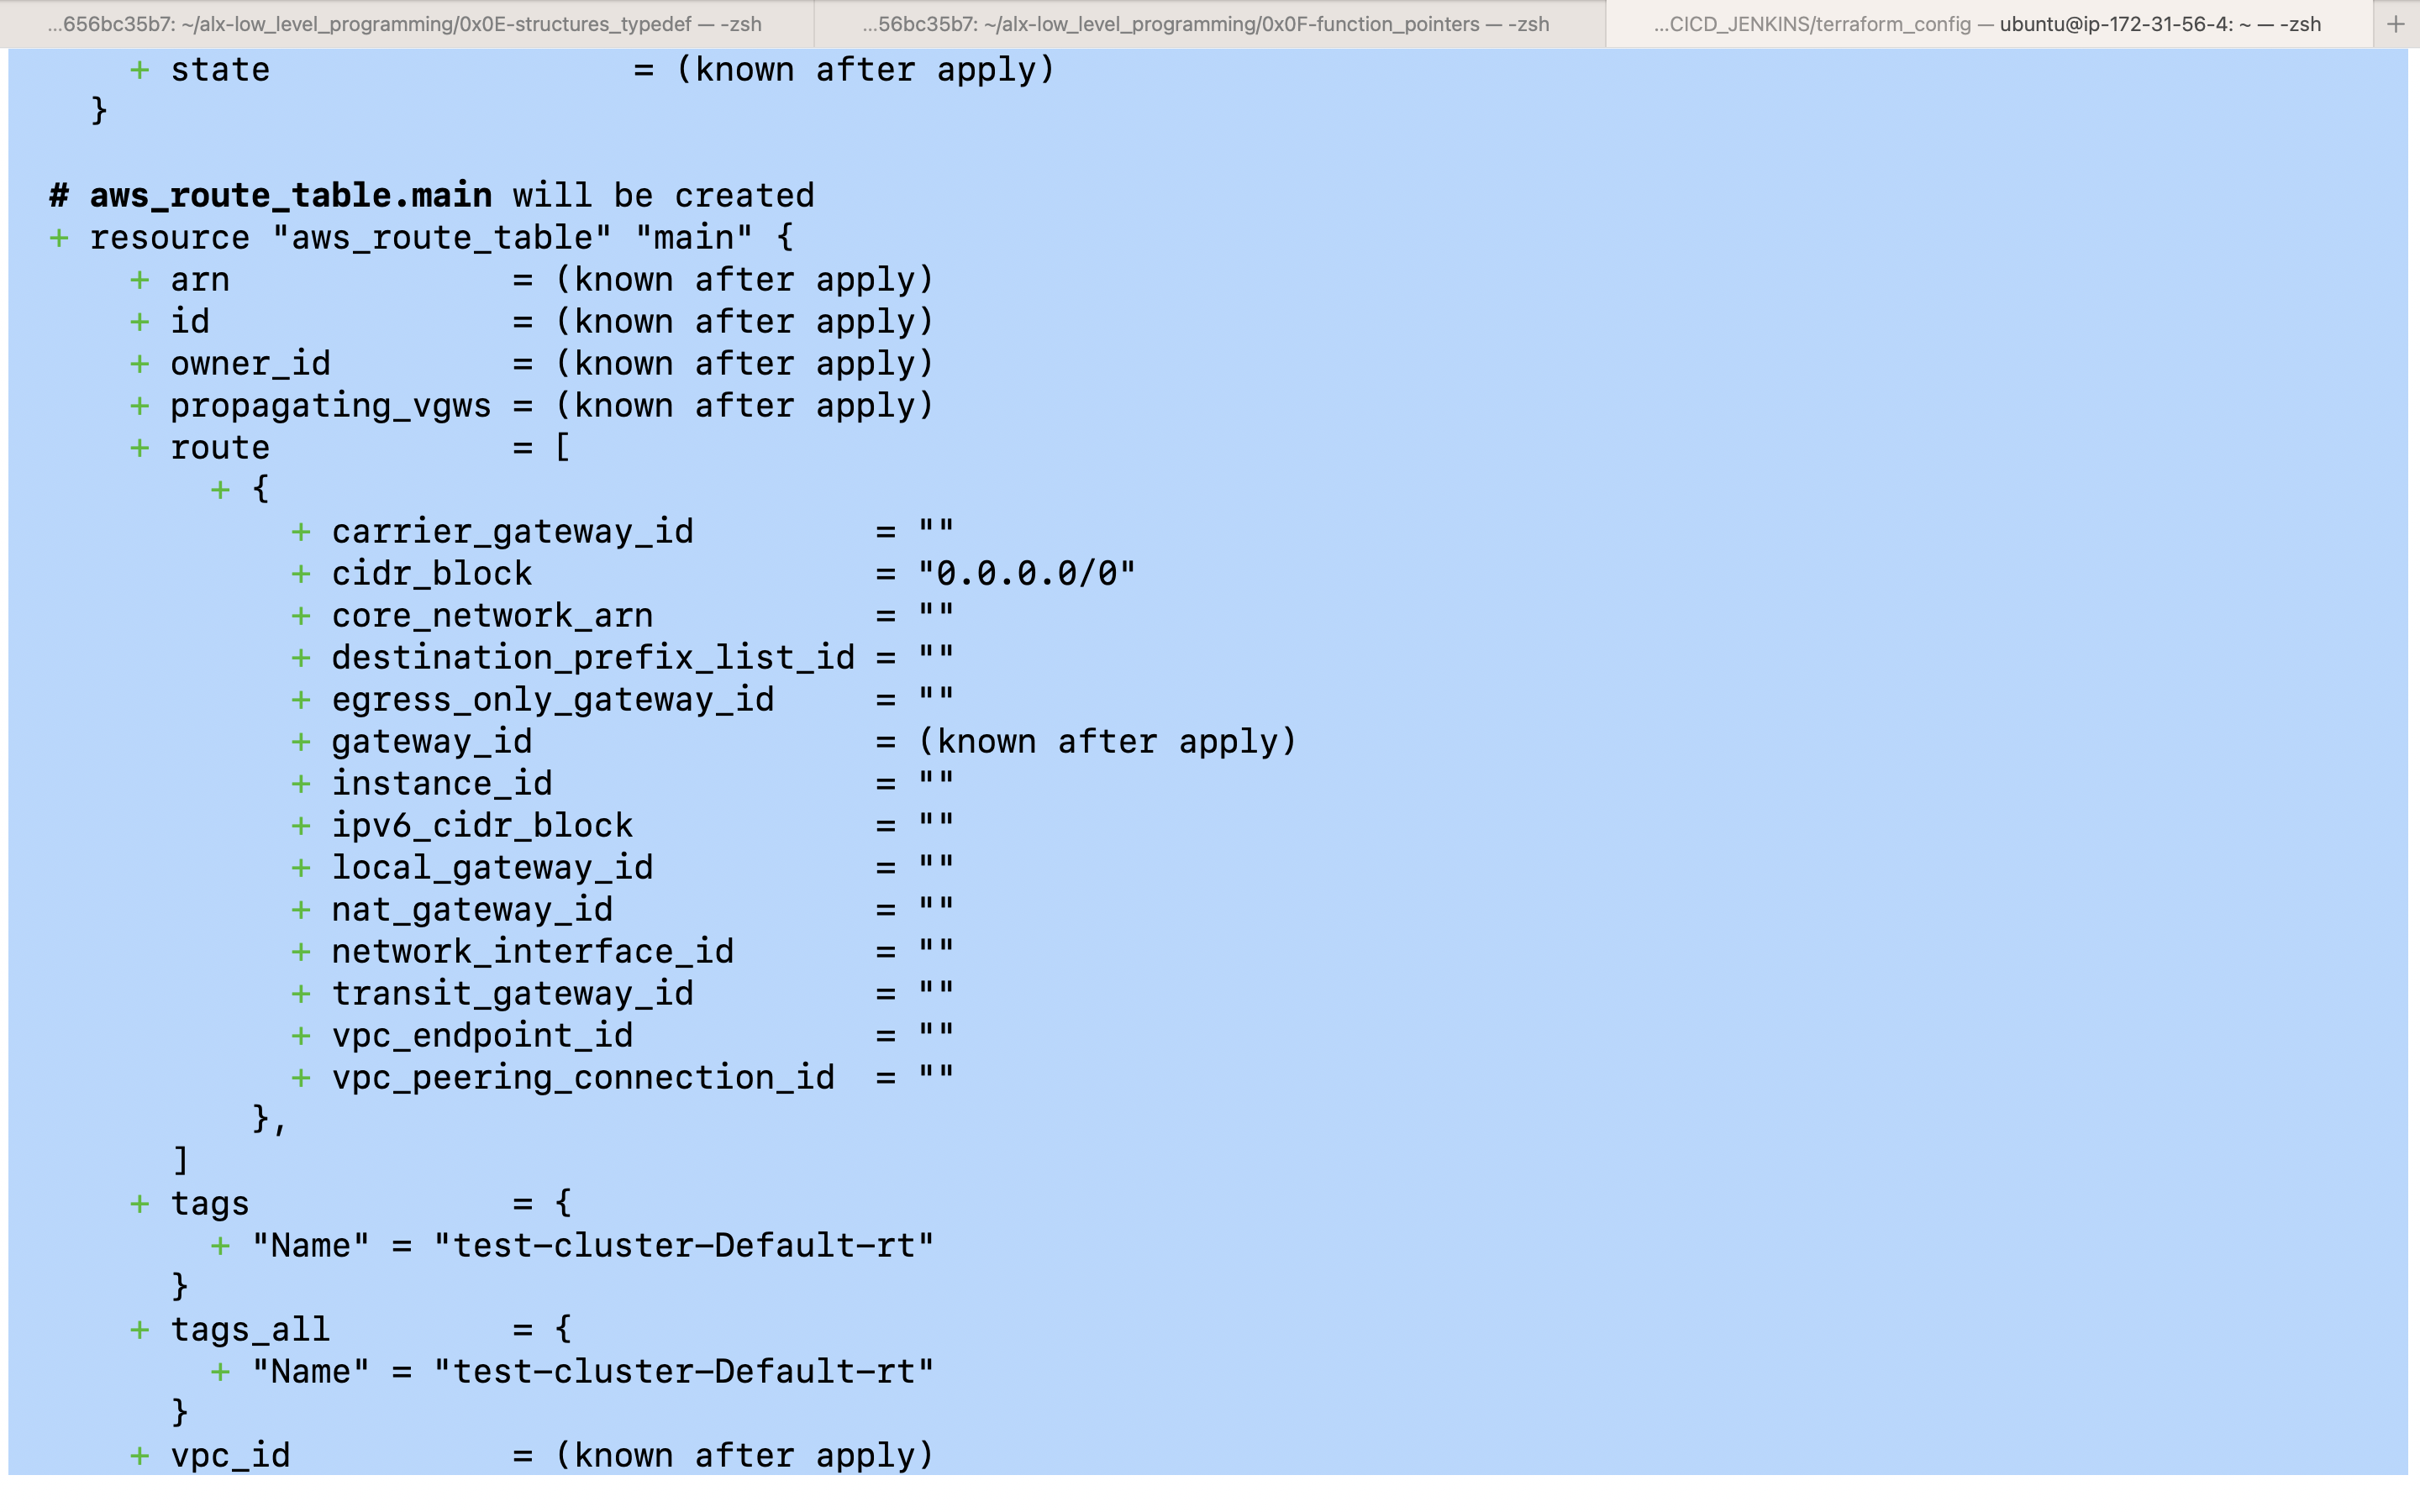 ...656bc35b7: ~/alx-low_level_programming/0x0E-structures_typedef — -zsh
...56bc35b7: ~/alx-low_level_programming/0x0F-function_pointers — -zsh
...CICD_JENKINS/terraform_config — ubuntu@ip-172-31-56-4: ~ — -zsh
+
+ state                  = (known after apply)
}
# aws_route_table.main will be created
+ resource "aws_route_table" "main" {
+ arn              = (known after apply)
+ id               = (known after apply)
+ owner_id         = (known after apply)
+ propagating_vgws = (known after apply)
+ route            = [
+ {
+ carrier_gateway_id         = ""
+ cidr_block                 = "0.0.0.0/0"
+ core_network_arn           = ""
+ destination_prefix_list_id = ""
+ egress_only_gateway_id     = ""
+ gateway_id                 = (known after apply)
+ instance_id                = ""
+ ipv6_cidr_block            = ""
+ local_gateway_id           = ""
+ nat_gateway_id             = ""
+ network_interface_id       = ""
+ transit_gateway_id         = ""
+ vpc_endpoint_id            = ""
+ vpc_peering_connection_id  = ""
},
]
+ tags             = {
+ "Name" = "test-cluster-Default-rt"
}
+ tags_all         = {
+ "Name" = "test-cluster-Default-rt"
}
+ vpc_id           = (known after apply)